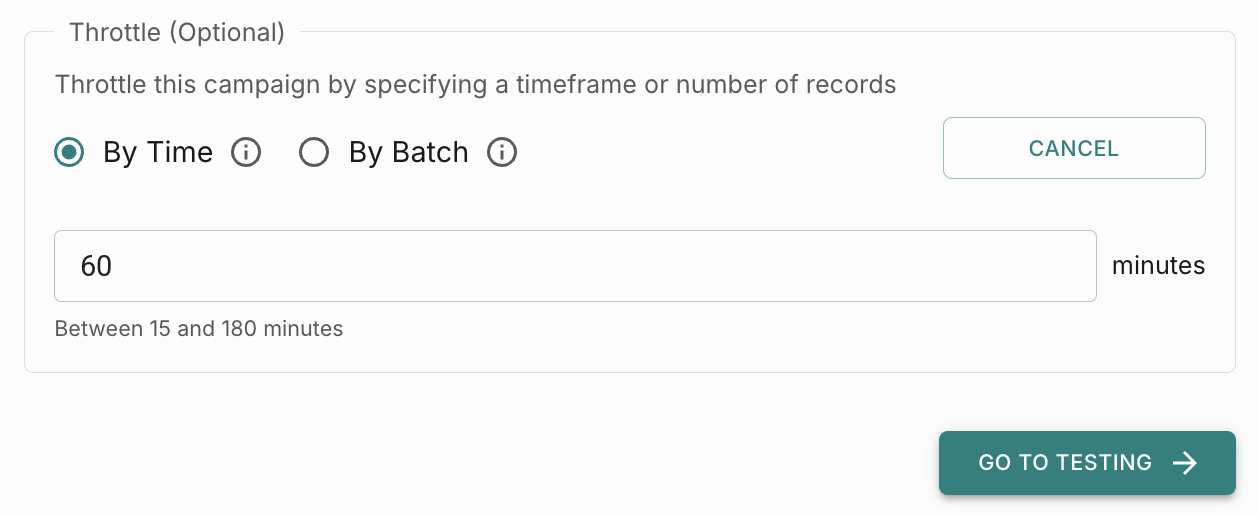 Throttle (Optional)
Throttle this campaign by specifying a timeframe or number of records
By Time By Batch CANCEL
60 minutes
Between 15 and 180 minutes
GO TO TESTING